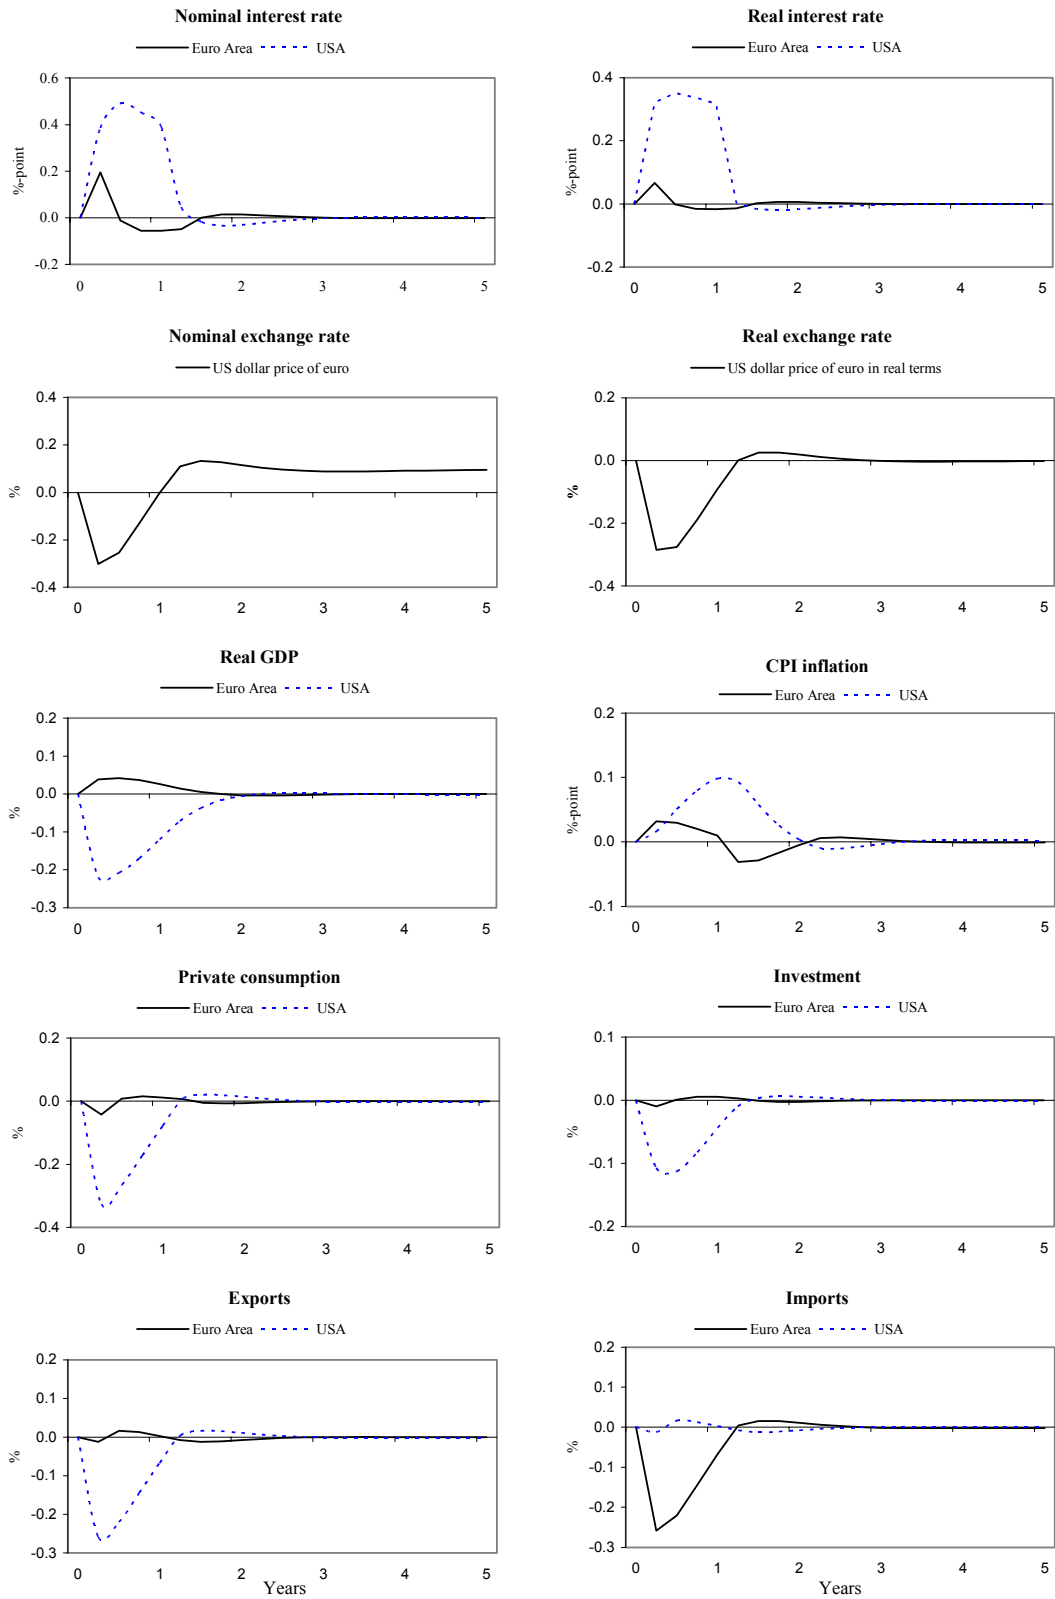 Nominal interest rate
Euro Area USA
%-point
0.6
0.4
0.2
0.0
-0.2
0 1 2 3 4 5
Real interest rate
Euro Area USA
%-point
0.4
0.2
0.0
-0.2
0 1 2 3 4 5
Nominal exchange rate
US dollar price of euro
%
0.4
0.2
0.0
-0.2
-0.4
0 1 2 3 4 5
Real exchange rate
US dollar price of euro in real terms
%
0.2
0.0
-0.2
-0.4
0 1 2 3 4 5
Real GDP
Euro Area USA
%
0.2
0.1
0.0
-0.1
-0.2
-0.3
0 1 2 3 4 5
CPI inflation
Euro Area USA
%-point
0.2
0.1
0.0
-0.1
0 1 2 3 4 5
Private consumption
Euro Area USA
%
0.2
0.0
-0.2
-0.4
0 1 2 3 4 5
Investment
Euro Area USA
%
0.1
0.0
-0.1
-0.2
0 1 2 3 4 5
Exports
Euro Area USA
%
0.2
0.1
0.0
-0.1
-0.2
-0.3
0 1 2 3 4 5
Years
Imports
Euro Area USA
%
0.2
0.1
0.0
-0.1
-0.2
-0.3
0 1 2 3 4 5
Years